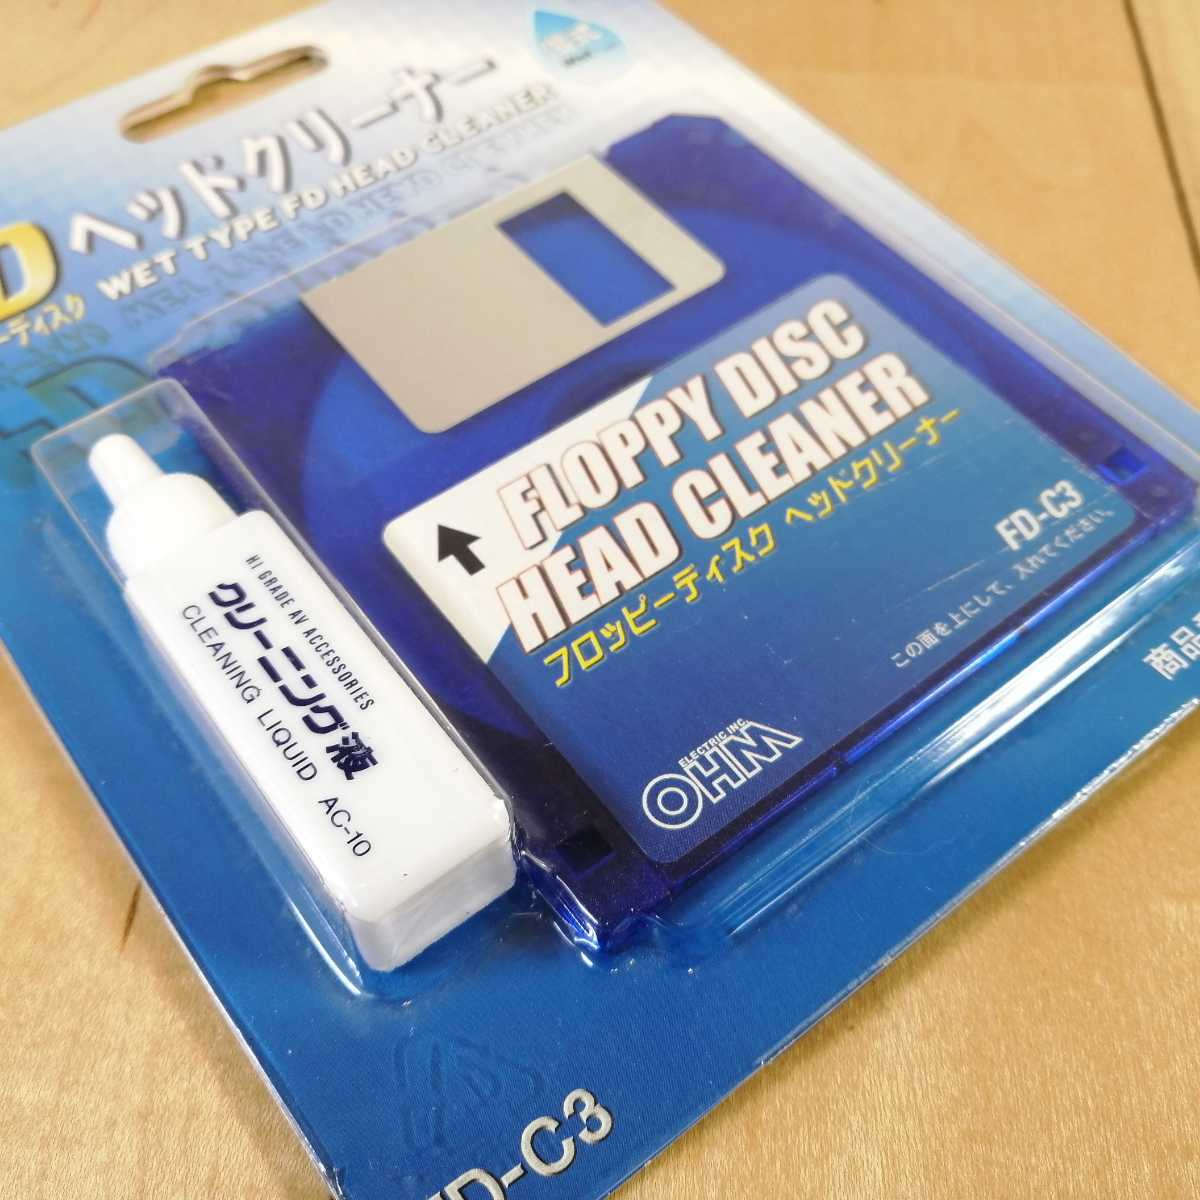 湿式
Wet
D ヘッドクリーナー
ーディスク WET TYPE FD HEAD CLEANER
FLOPPY DISC
HEAD CLEANER
フロッピーディスク ヘッドクリーナー
FD-C3
この面を上にして、入れてください。
ELECTRIC INC.
OHM
HI GRADE AV ACCESSORIES
クリーニング液
CLEANING LIQUID AC-10
商品
FD-C3